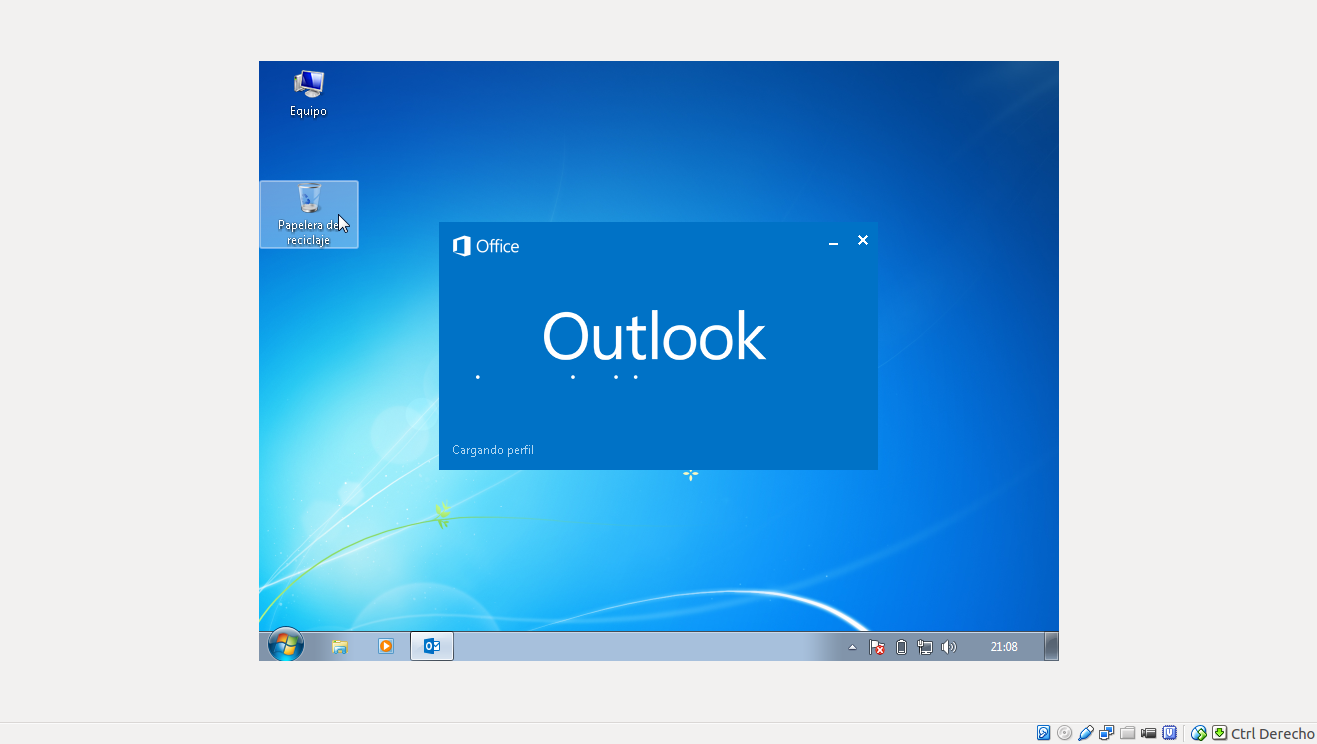 Equipo
Papelera de
reciclaje
Office
Outlook
Cargando perfil
21:08
Ctrl Derecho